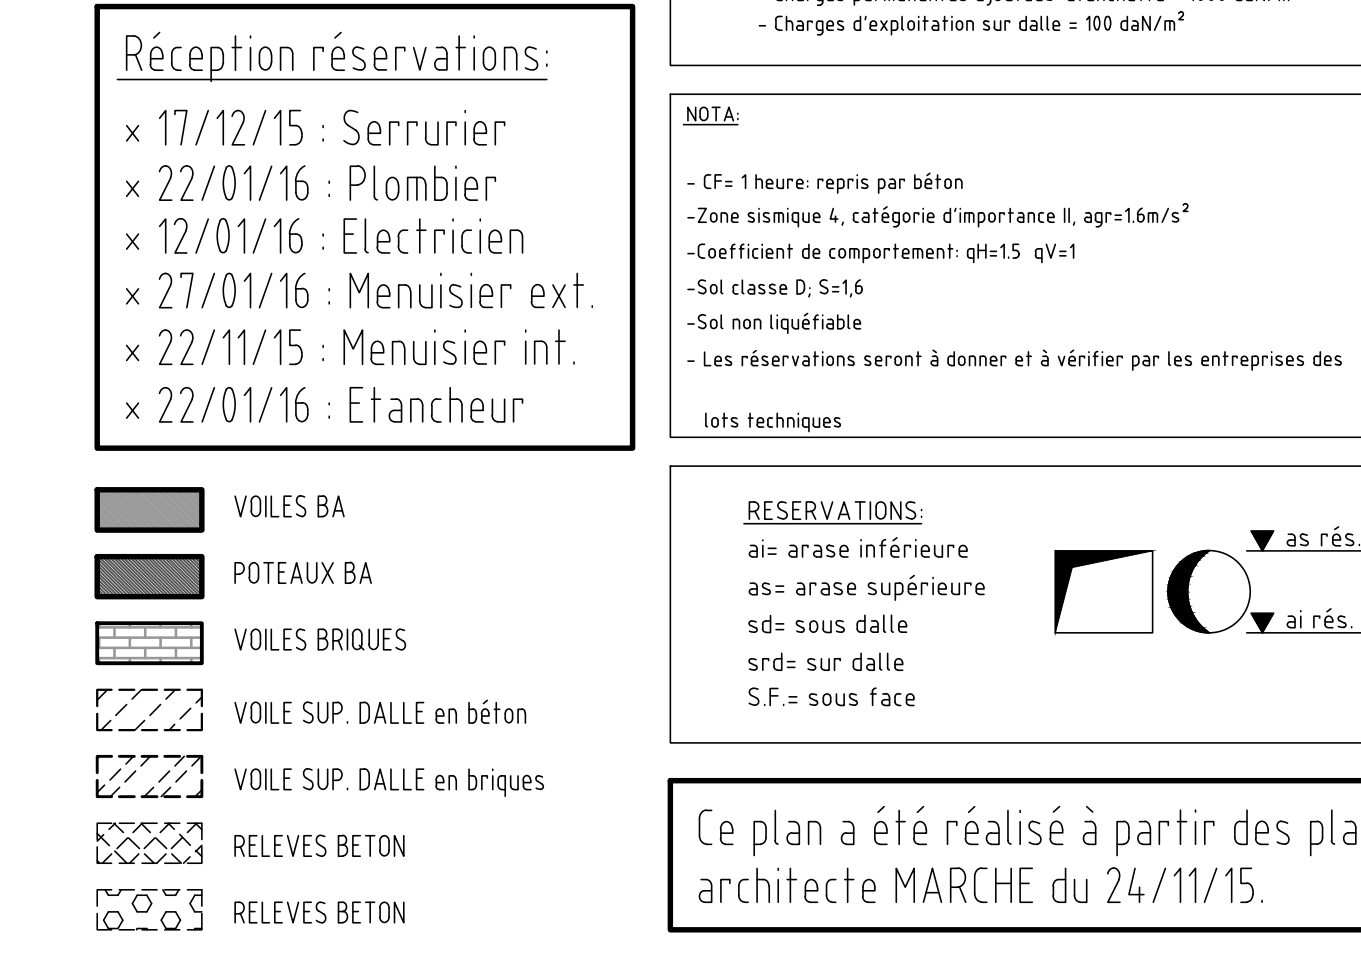 Réception réservations:
× 17/12/15 : Serrurier
× 22/01/16 : Plombier
× 12/01/16 : Electricien
× 27/01/16 : Menuisier ext.
× 22/11/15 : Menuisier int.
× 22/01/16 : Etancheur
VOILES BA
POTEAUX BA
VOILES BRIQUES
VOILE SUP. DALLE en béton
VOILE SUP. DALLE en briques
RELEVES BETON
RELEVES BETON
- Charges d'exploitation sur dalle = 100 daN/m²
NOTA:
- CF= 1 heure: repris par béton
-Zone sismique 4, catégorie d'importance II, agr=1.6m/s²
-Coefficient de comportement: qH=1.5 qV=1
-Sol classe D; S=1,6
-Sol non liquéfiable
- Les réservations seront à donner et à vérifier par les entreprises des
lots techniques
RESERVATIONS:
ai= arase inférieure
as= arase supérieure
sd= sous dalle
srd= sur dalle
S.F.= sous face
as rés.
ai rés.
Ce plan a été réalisé à partir des pla
architecte MARCHE du 24/11/15.